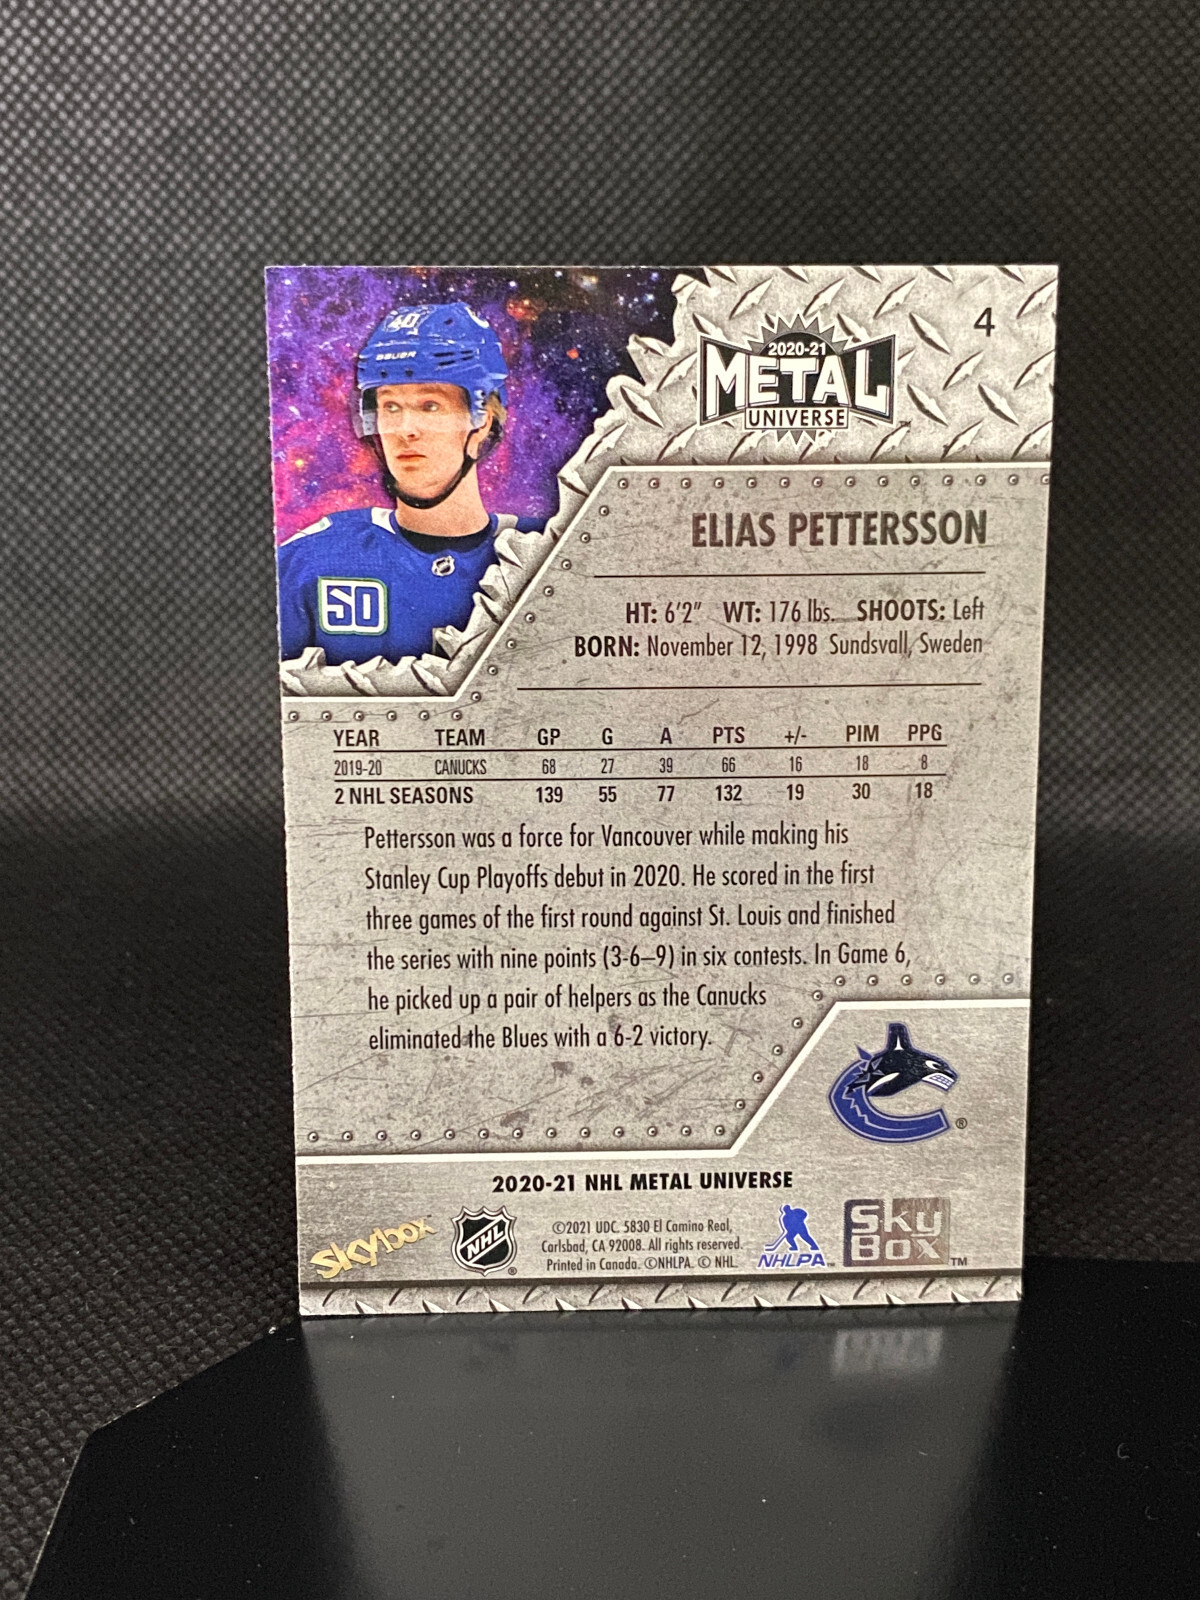 4
2020-21
METAL
UNIVERSE
40
BAUER
50
ELIAS PETTERSSON
HT: 6'2" WT: 176 lbs. SHOOTS: Left
BORN: November 12, 1998 Sundsvall, Sweden
YEAR TEAM GP G A PTS +/- PIM PPG
2019-20 CANUCKS 68 27 39 66 16 18 8
2 NHL SEASONS 139 55 77 132 19 30 18
Pettersson was a force for Vancouver while making his
Stanley Cup Playoffs debut in 2020. He scored in the first
three games of the first round against St. Louis and finished
the series with nine points (3-6–9) in six contests. In Game 6,
he picked up a pair of helpers as the Canucks
eliminated the Blues with a 6-2 victory.
®
2020-21 NHL METAL UNIVERSE
skybox™
NHL ®
©2021 UDC. 5830 El Camino Real,
Carlsbad, CA 92008. All rights reserved.
Printed in Canada. ©NHLPA. © NHL.
NHLPA™
SkyBox™